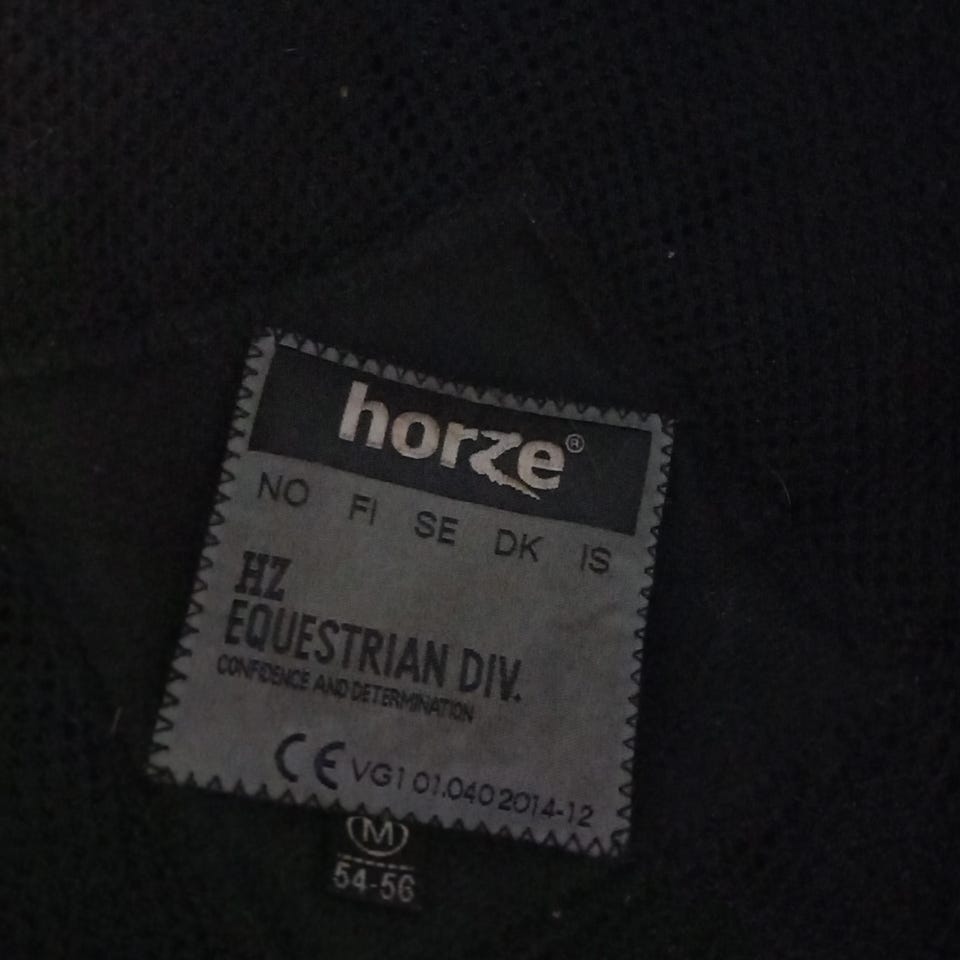 horze®
NO FI SE DK IS
HZ
EQUESTRIAN DIV.
CONFIDENCE AND DETERMINATION
CE VG1 01.040 2014-12
M
54-56